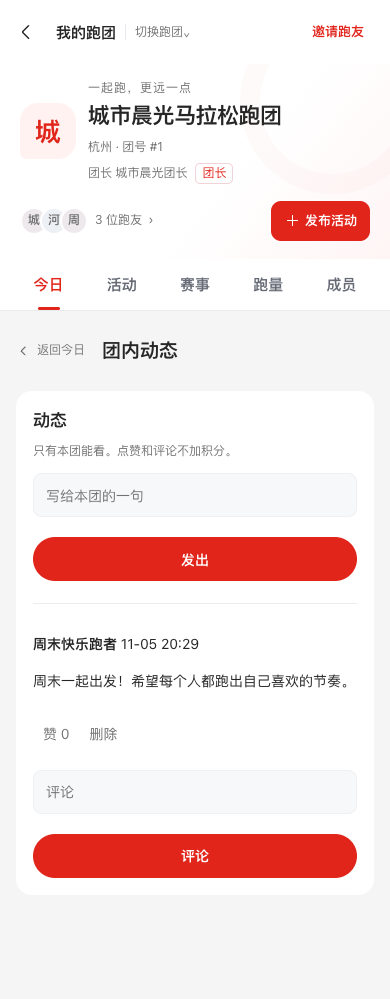 我的跑团 切换跑团⌄ 邀请跑友
一起跑，更远一点
城 城市晨光马拉松跑团
杭州 · 团号 #1
团长 城市晨光团长 团长
城 河 周 3 位跑友 ›
＋ 发布活动
今日 活动 赛事 跑量 成员
‹ 返回今日 团内动态
动态
只有本团能看。点赞和评论不加积分。
写给本团的一句
发出
周末快乐跑者 11-05 20:29
周末一起出发！希望每个人都跑出自己喜欢的节奏。
赞 0 删除
评论
评论